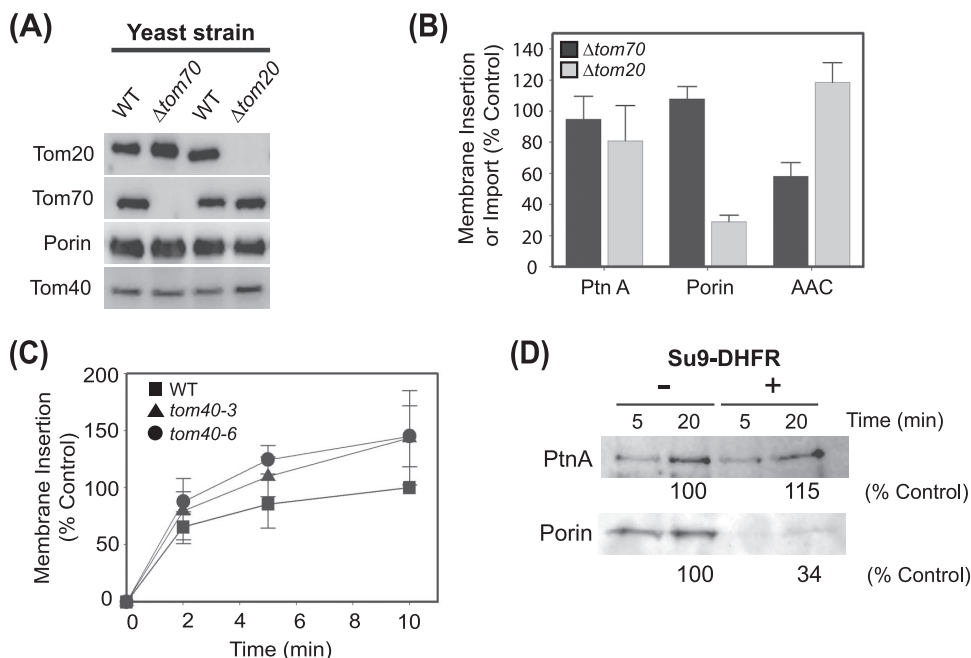 (A)
Yeast strain
WT Δtom70 WT Δtom20
Tom20
Tom70
Porin
Tom40
(B)
Membrane Insertion
or Import (% Control)
140
120
100
80
60
40
20
0
Δtom70
Δtom20
Ptn A Porin AAC
(C)
Membrane Insertion
(% Control)
200
150
100
50
0
WT
tom40-3
tom40-6
0 2 4 6 8 10
Time (min)
(D)
Su9-DHFR
- +
5 20 5 20 Time (min)
PtnA
100 115 (% Control)
Porin
100 34 (% Control)